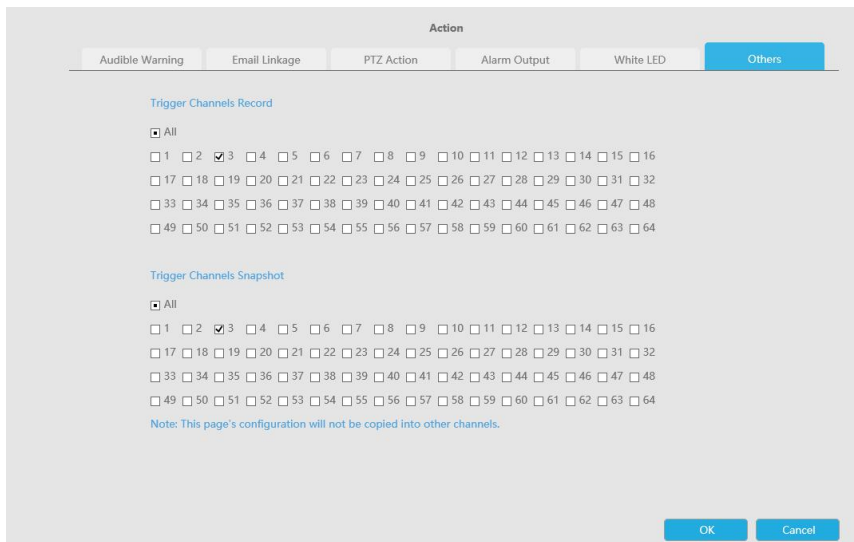 Action
Audible Warning Email Linkage PTZ Action Alarm Output White LED Others
Trigger Channels Record
All
1 2 3 4 5 6 7 8 9 10 11 12 13 14 15 16
17 18 19 20 21 22 23 24 25 26 27 28 29 30 31 32
33 34 35 36 37 38 39 40 41 42 43 44 45 46 47 48
49 50 51 52 53 54 55 56 57 58 59 60 61 62 63 64
Trigger Channels Snapshot
All
1 2 3 4 5 6 7 8 9 10 11 12 13 14 15 16
17 18 19 20 21 22 23 24 25 26 27 28 29 30 31 32
33 34 35 36 37 38 39 40 41 42 43 44 45 46 47 48
49 50 51 52 53 54 55 56 57 58 59 60 61 62 63 64
Note: This page's configuration will not be copied into other channels.
OK Cancel